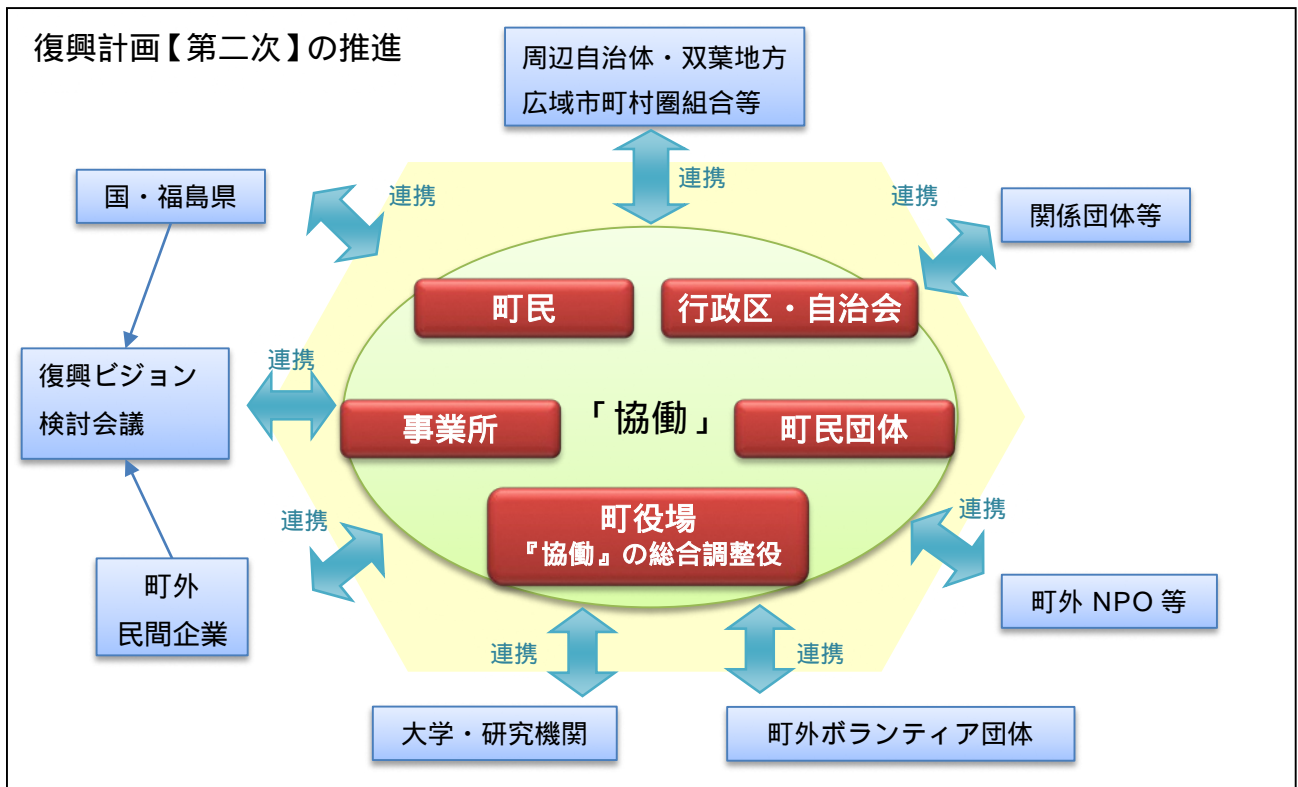 復興計画【第二次】の推進
周辺自治体・双葉地方
広域市町村圏組合等
国・福島県
連携
連携
連携
関係団体等
町民
行政区・自治会
復興ビジョン
検討会議
連携
事業所
「協働」
町民団体
町役場
『協働』の総合調整役
連携
連携
町外
民間企業
町外 NPO 等
連携
連携
大学・研究機関
町外ボランティア団体